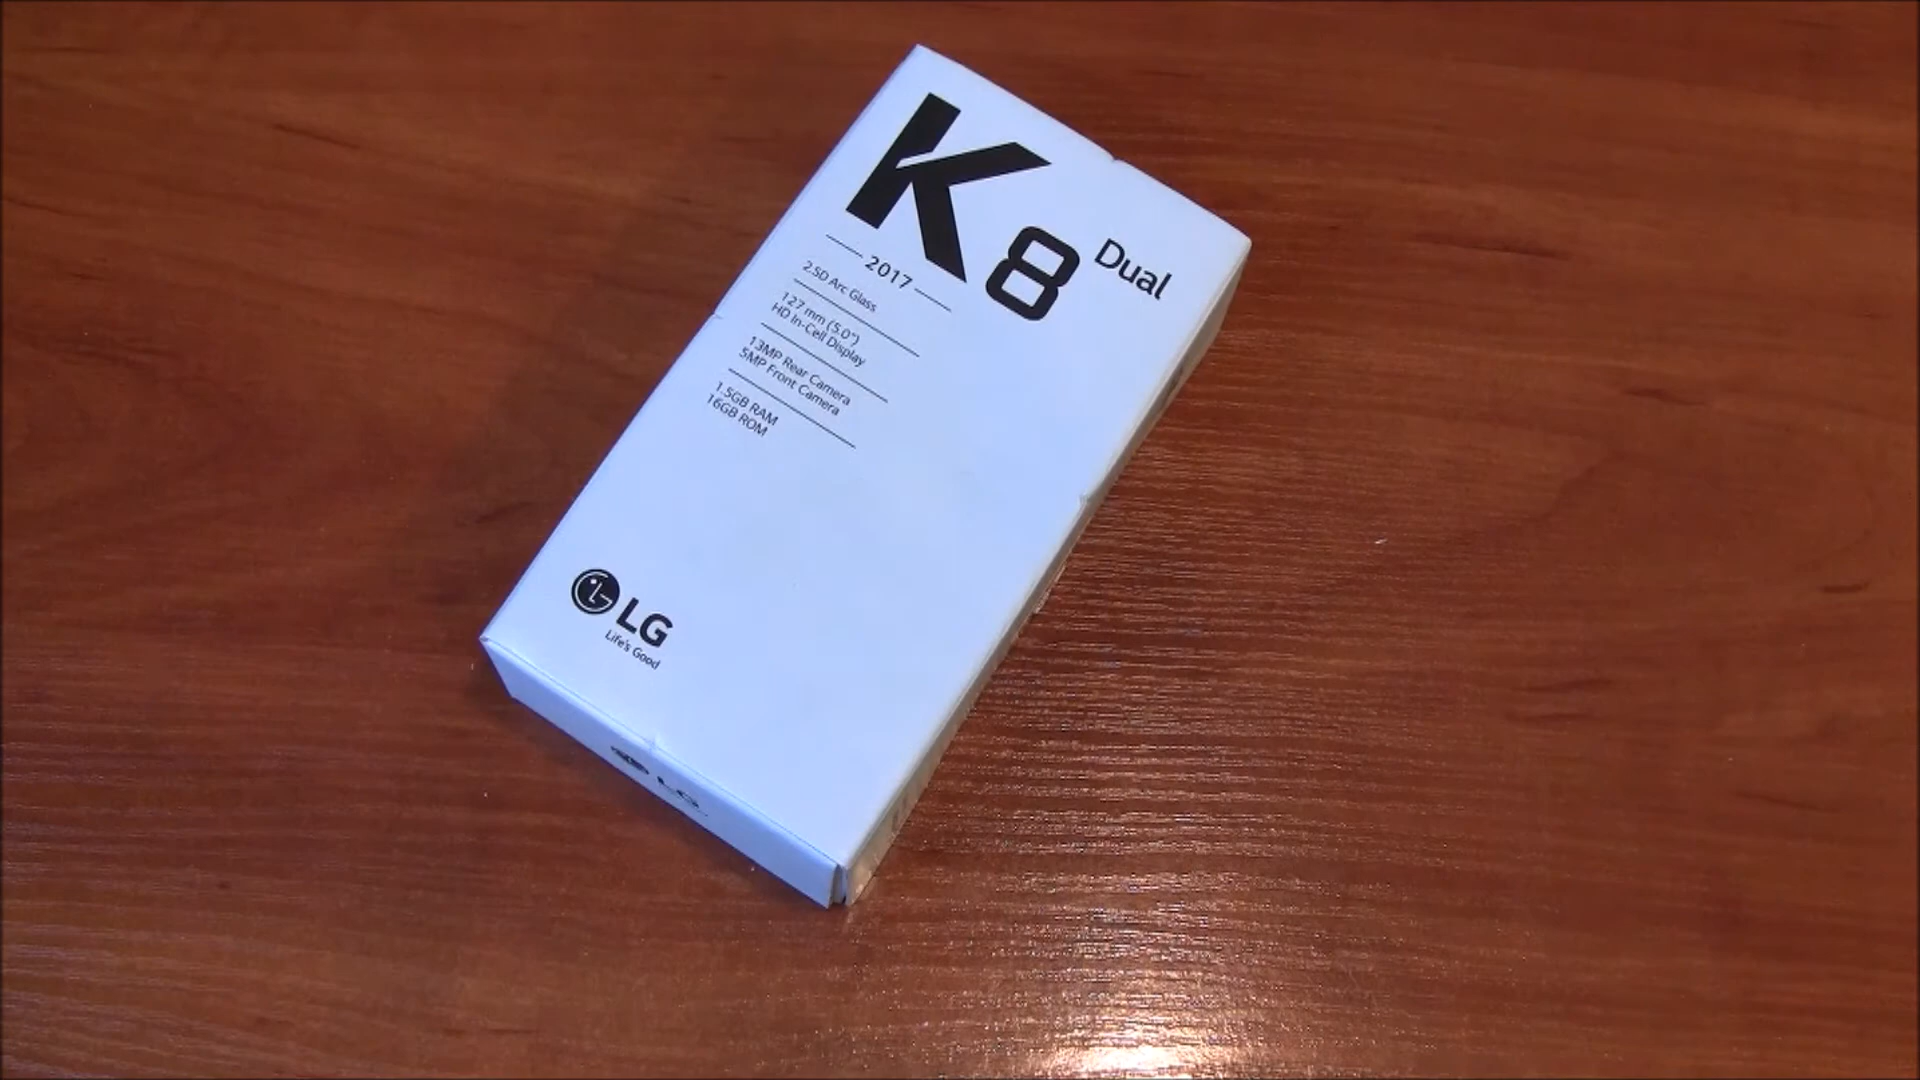 K8 Dual
2017
2.5D Arc Glass
127 mm (5.0")
HD In-Cell Display
13MP Rear Camera
5MP Front Camera
1.5GB RAM
16GB ROM
LG
Life's Good
LG